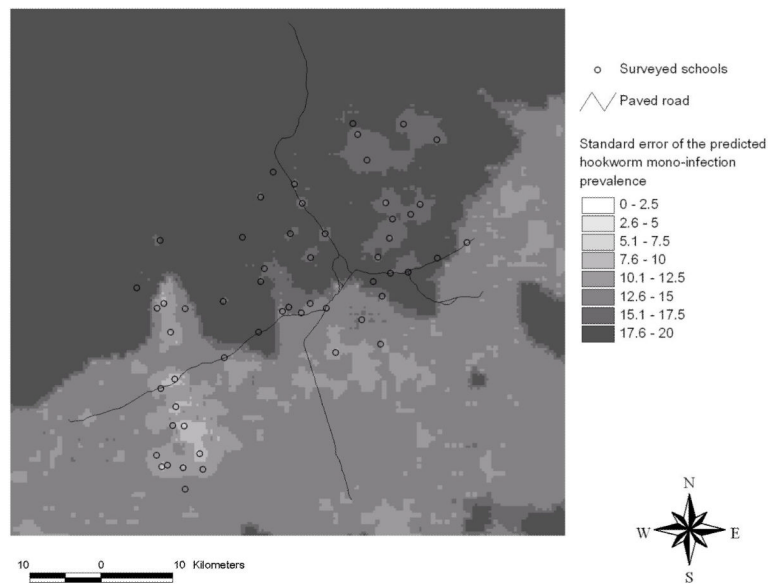 Surveyed schools
Paved road
Standard error of the predicted
hookworm mono-infection
prevalence
0 - 2.5
2.6 - 5
5.1 - 7.5
7.6 - 10
10.1 - 12.5
12.6 - 15
15.1 - 17.5
17.6 - 20
N
W E
S
10 0 10 Kilometers